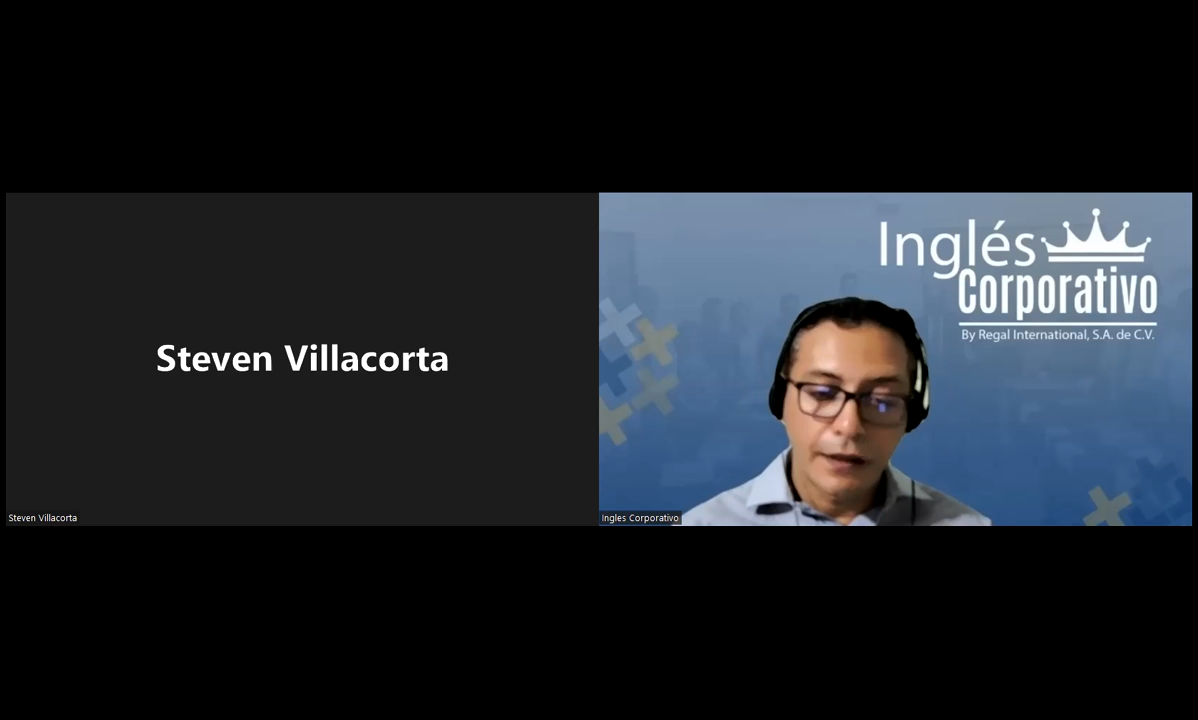 Steven Villacorta
Steven Villacorta
Inglés
Corporativo
By Regal International, S.A. de C.V.
Ingles Corporativo